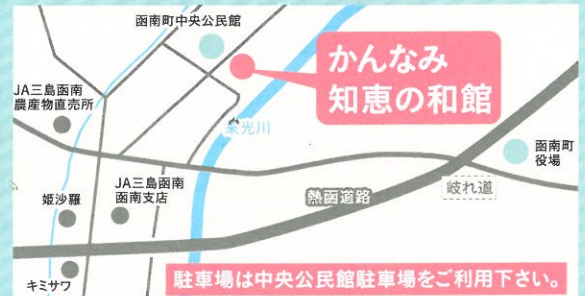 函南町中央公民館
かんなみ
知恵の和館
JA三島函南
農産物直売所
来光川
函南町
役場
JA三島函南
函南支店
岐れ道
熱函道路
姫沙羅
キミサワ
駐車場は中央公民館駐車場をご利用下さい。